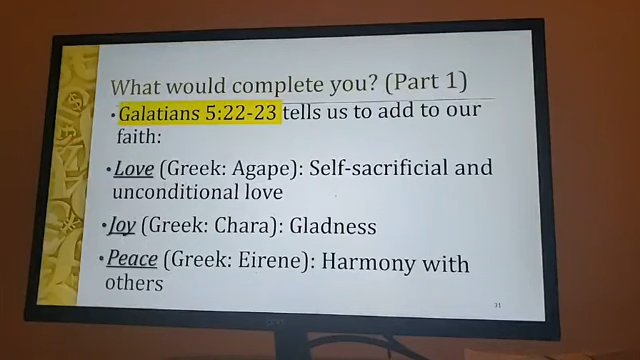 What would complete you? (Part 1)
•Galatians 5:22-23 tells us to add to our
faith:
•Love (Greek: Agape): Self-sacrificial and
unconditional love
•Joy (Greek: Chara): Gladness
•Peace (Greek: Eirene): Harmony with
others
31